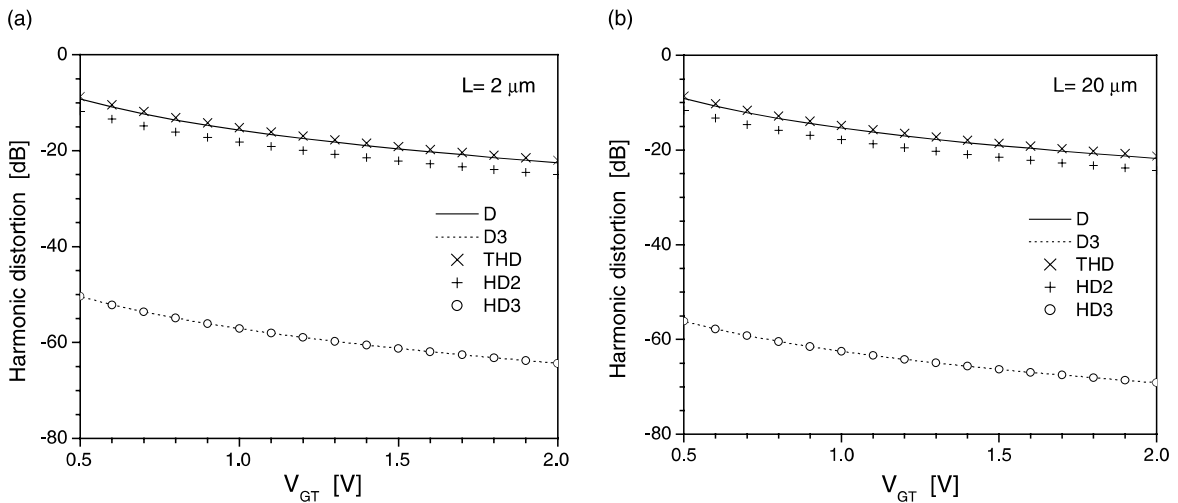 (a)
Harmonic distortion [dB]
0
-20
-40
-60
-80
L= 2 μm
D
D3
THD
HD2
HD3
0.5 1.0 1.5 2.0
V_GT [V]
(b)
Harmonic distortion [dB]
0
-20
-40
-60
-80
L= 20 μm
D
D3
THD
HD2
HD3
0.5 1.0 1.5 2.0
V_GT [V]